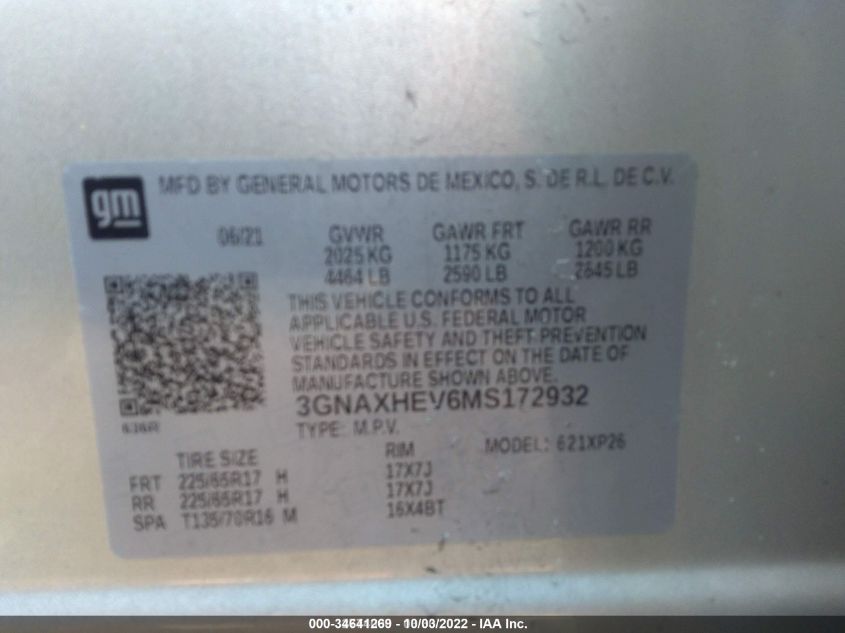 gm
MFD BY GENERAL MOTORS DE MEXICO, S. DE R.L. DE C.V.
06/21 GVWR GAWR FRT GAWR RR
2025 KG 1175 KG 1200 KG
4464 LB 2590 LB 2645 LB
THIS VEHICLE CONFORMS TO ALL
APPLICABLE U.S. FEDERAL MOTOR
VEHICLE SAFETY AND THEFT PREVENTION
STANDARDS IN EFFECT ON THE DATE OF
MANUFACTURE SHOWN ABOVE.
3GNAXHEV6MS172932
TYPE: M.P.V. MODEL: 621XP26
TIRE SIZE RIM
FRT 225/65R17 H 17X7J
RR 225/65R17 H 17X7J
SPA T135/70R16 M 16X4BT
000-34641269 - 10/03/2022 - IAA Inc.